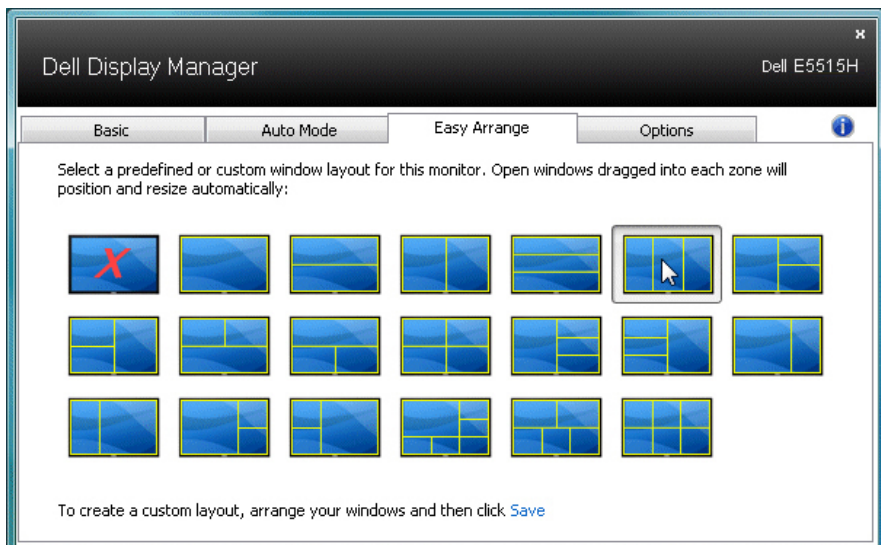 Dell Display Manager
Dell E5515H
Basic
Auto Mode
Easy Arrange
Options
Select a predefined or custom window layout for this monitor. Open windows dragged into each zone will
position and resize automatically:
To create a custom layout, arrange your windows and then click Save